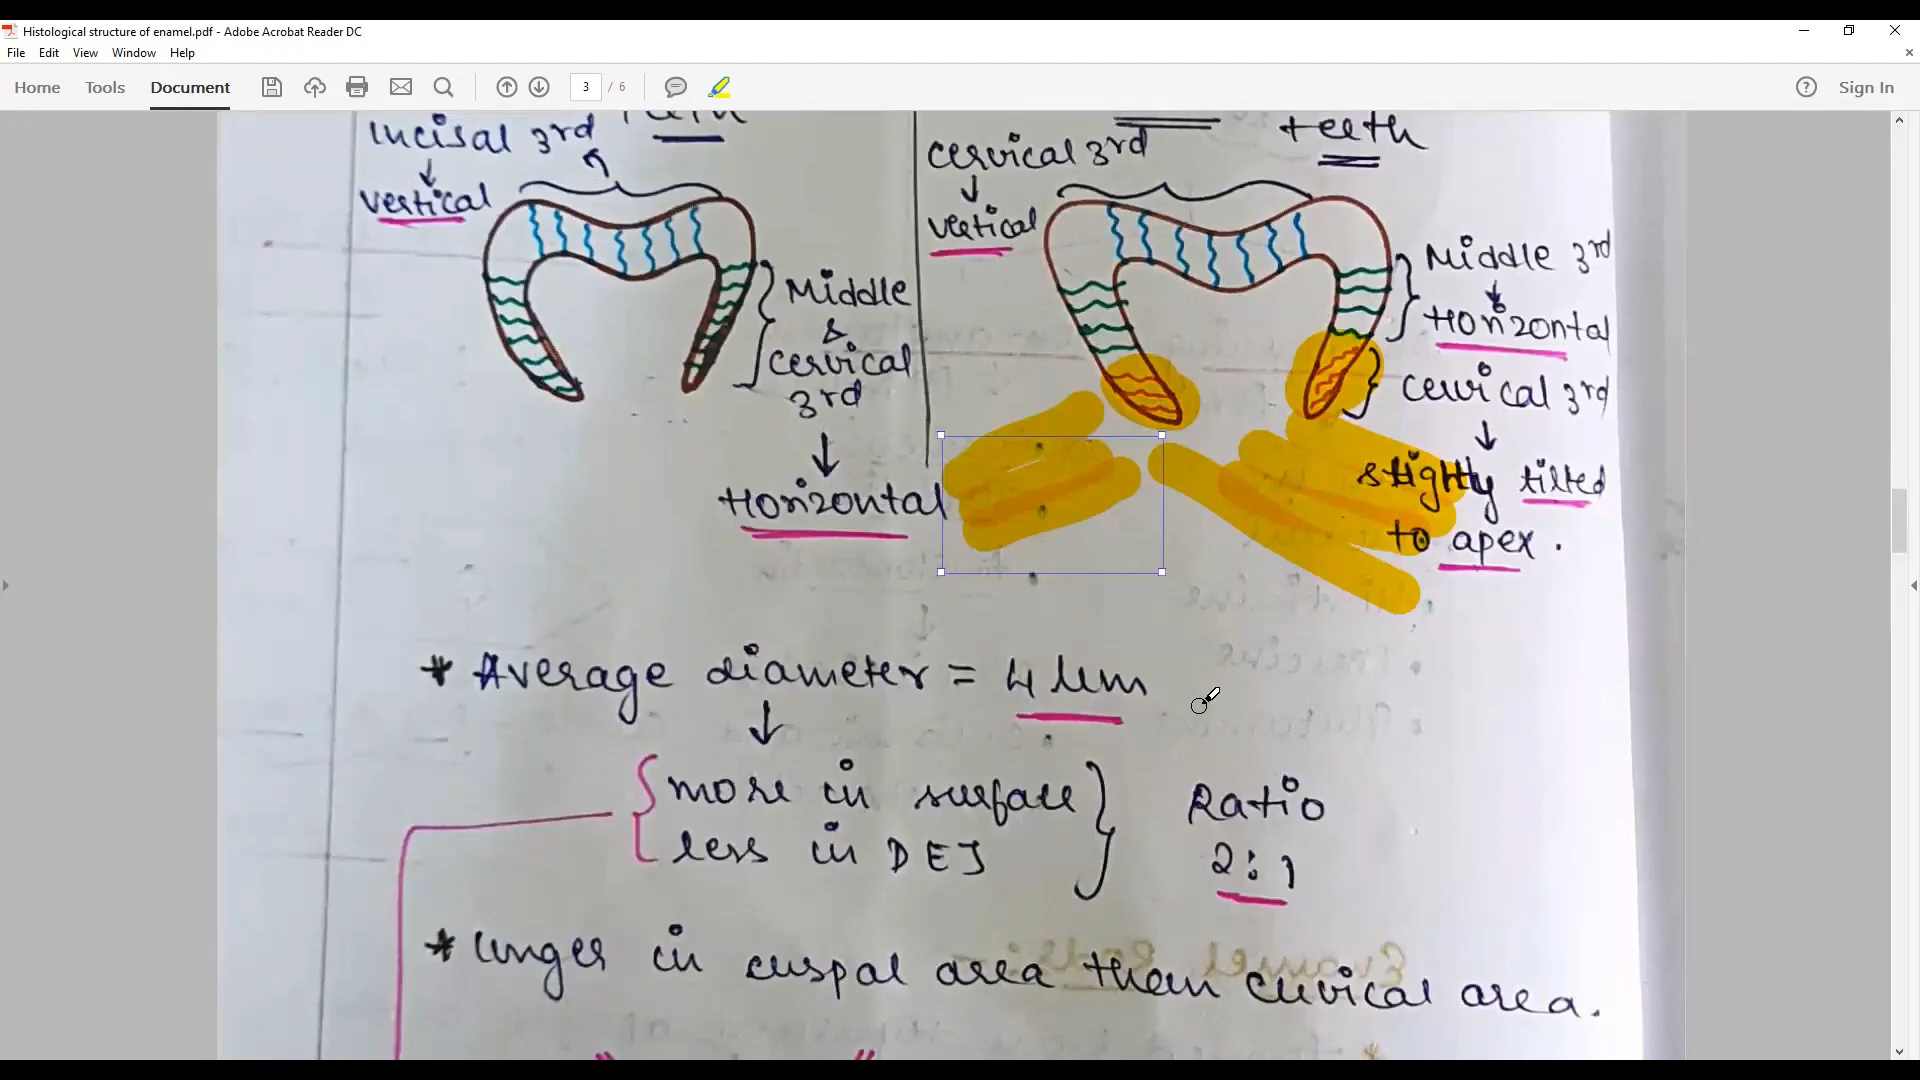 Histological structure of enamel.pdf - Adobe Acrobat Reader DC
File Edit View Window Help
Home Tools Document 3 / 6 Sign In
Incisal 3rd
vertical
Middle
&
cervical
3rd
Horizontal
teeth
cervical 3rd
vertical
Middle 3rd
Horizontal
cervical 3rd
slightly tilted
to apex.
* Average diameter = 4 µm
more in surface
less in DEJ
Ratio
2:1
* Longer in cuspal area than cervical area.